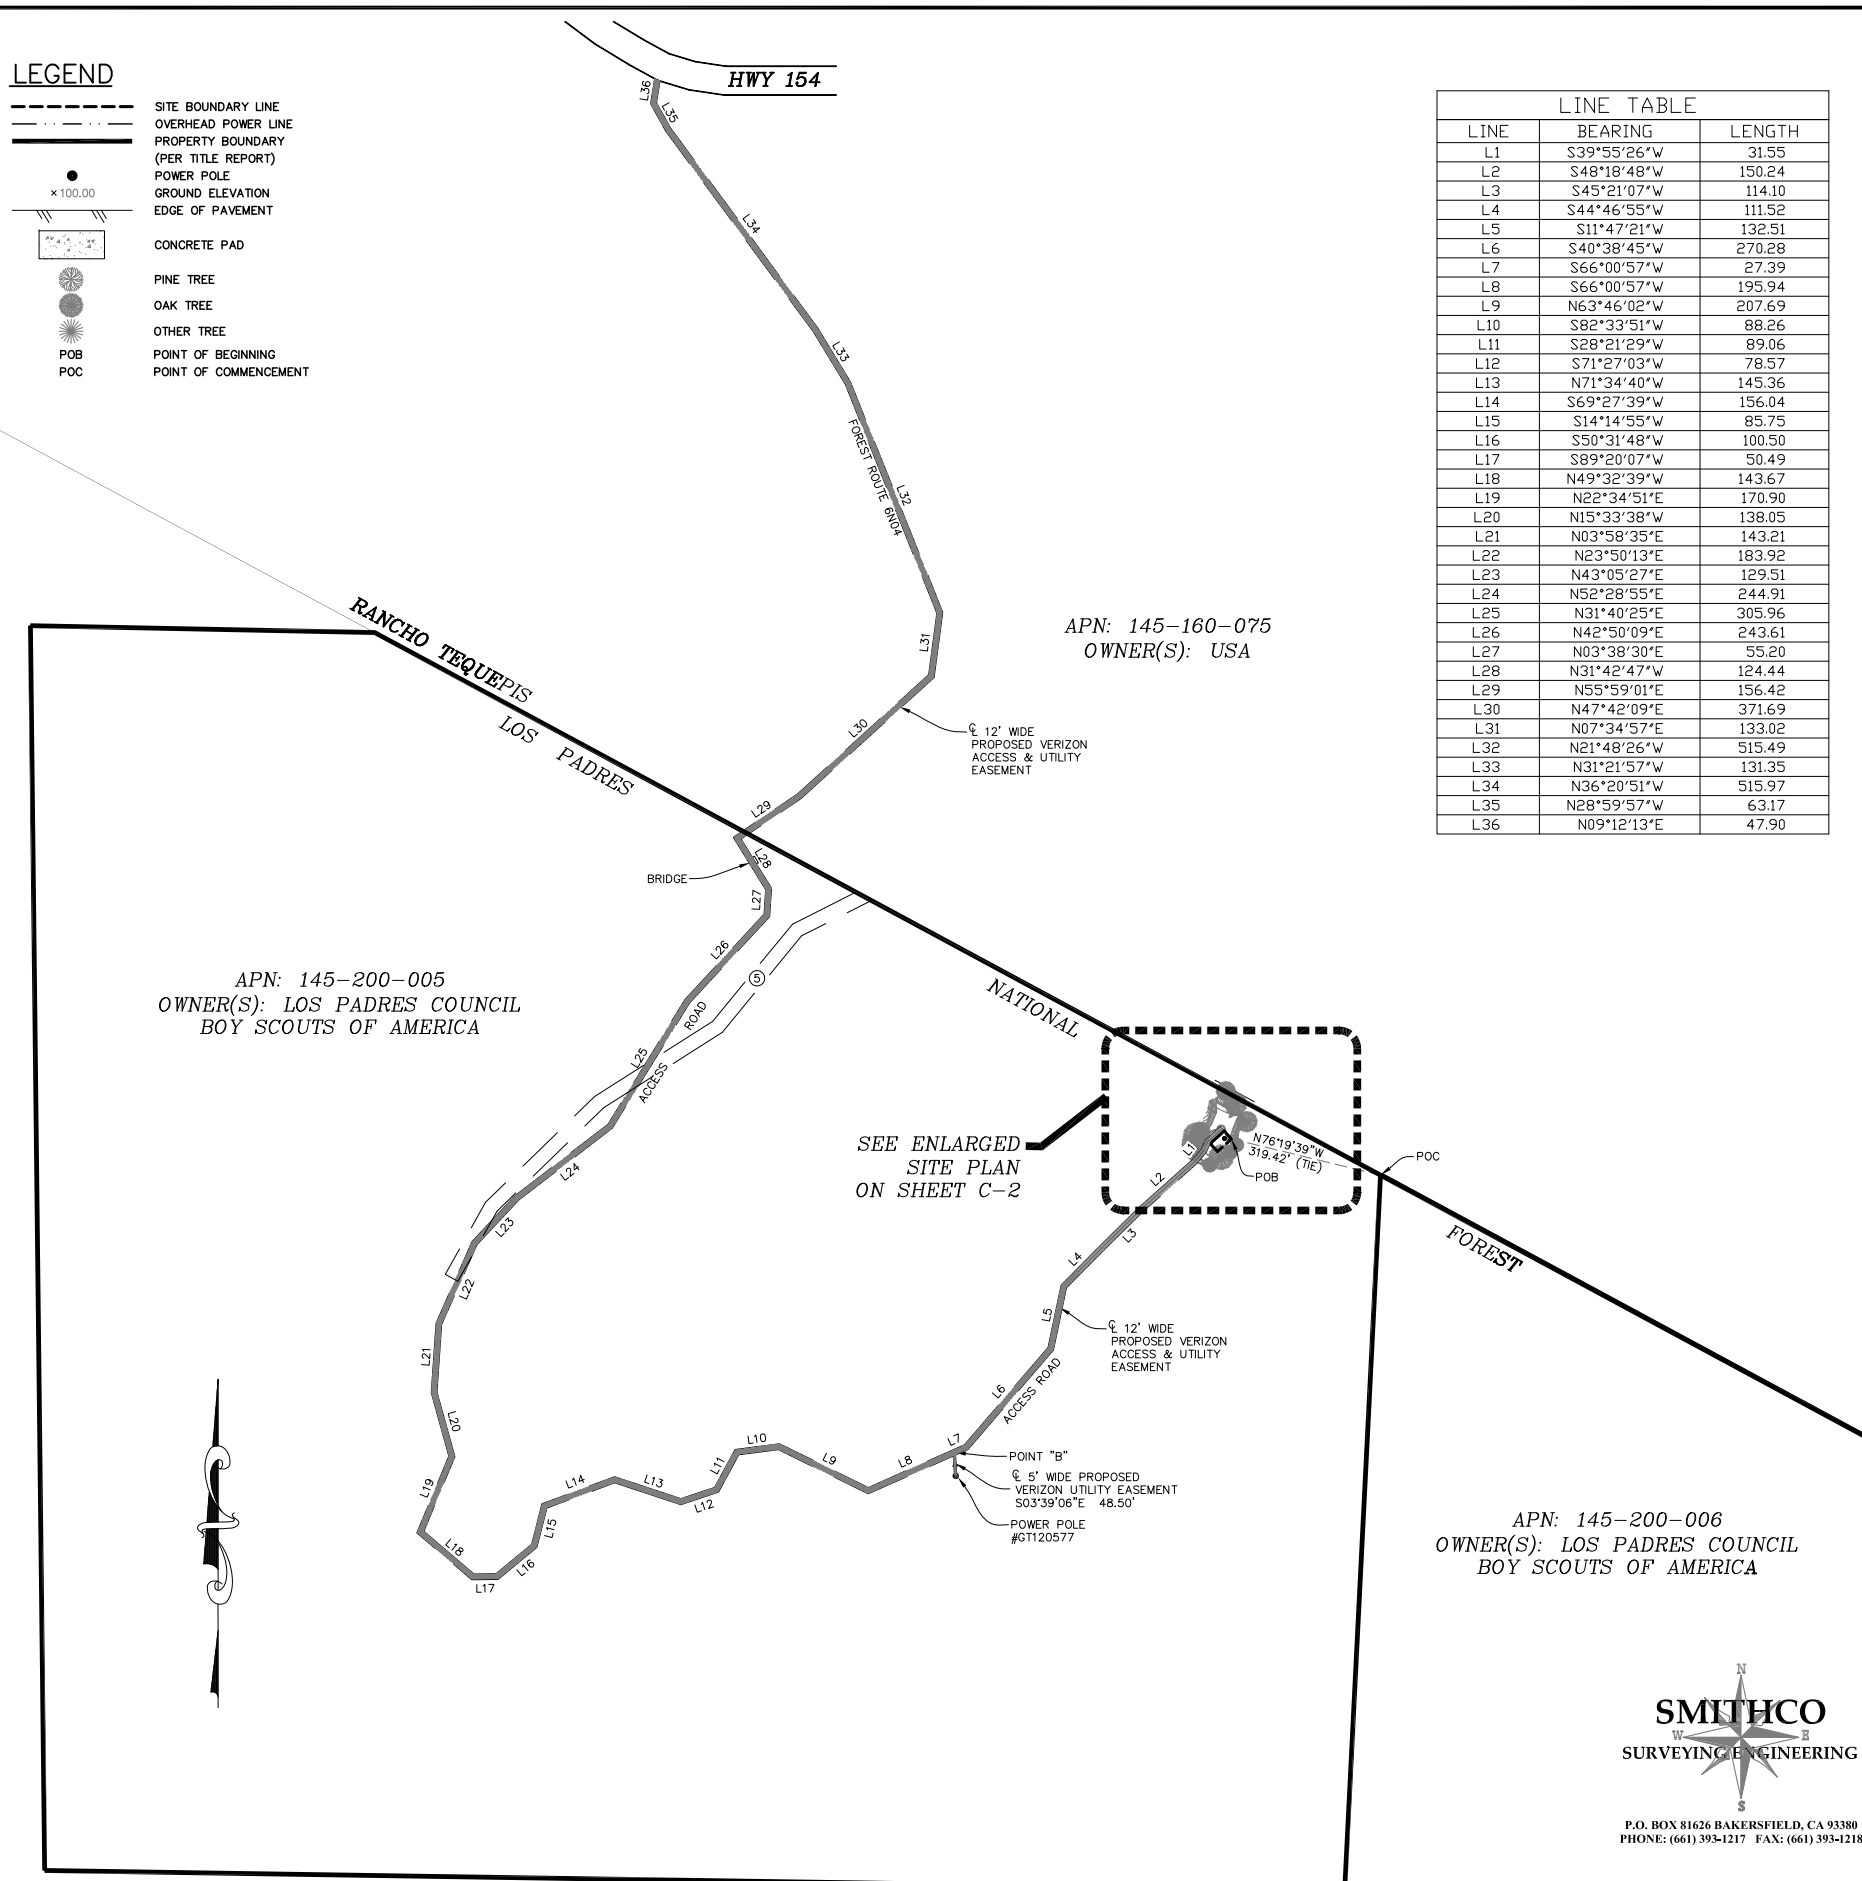 LEGEND
SITE BOUNDARY LINE
OVERHEAD POWER LINE
PROPERTY BOUNDARY
(PER TITLE REPORT)
POWER POLE
×100.00 GROUND ELEVATION
EDGE OF PAVEMENT
CONCRETE PAD
PINE TREE
OAK TREE
OTHER TREE
POB POINT OF BEGINNING
POC POINT OF COMMENCEMENT
HWY 154
L36
L35
L34
L33
FOREST ROUTE 6N04
L32
L31
L30
L29
L28
L27
L26
L25
L24
L23
L22
L21
L20
L19
L18
L17
L16
L15
L14
L13
L12
L11
L10
L9
L8
L7
L6
L5
L4
L3
L2
L1
LINE TABLE
LINE BEARING LENGTH
L1 S39°55'26"W 31.55
L2 S48°18'48"W 150.24
L3 S45°21'07"W 114.10
L4 S44°46'55"W 111.52
L5 S11°47'21"W 132.51
L6 S40°38'45"W 270.28
L7 S66°00'57"W 27.39
L8 S66°00'57"W 195.94
L9 N63°46'02"W 207.69
L10 S82°33'51"W 88.26
L11 S28°21'29"W 89.06
L12 S71°27'03"W 78.57
L13 N71°34'40"W 145.36
L14 S69°27'39"W 156.04
L15 S14°14'55"W 85.75
L16 S50°31'48"W 100.50
L17 S89°20'07"W 50.49
L18 N49°32'39"W 143.67
L19 N22°34'51"E 170.90
L20 N15°33'38"W 138.05
L21 N03°58'35"E 143.21
L22 N23°50'13"E 183.92
L23 N43°05'27"E 129.51
L24 N52°28'55"E 244.91
L25 N31°40'25"E 305.96
L26 N42°50'09"E 243.61
L27 N03°38'30"E 55.20
L28 N31°42'47"W 124.44
L29 N55°59'01"E 156.42
L30 N47°42'09"E 371.69
L31 N07°34'57"E 133.02
L32 N21°48'26"W 515.49
L33 N31°21'57"W 131.35
L34 N36°20'51"W 515.97
L35 N28°59'57"W 63.17
L36 N09°12'13"E 47.90
RANCHO TEQUEPIS
LOS PADRES
NATIONAL
FOREST
APN: 145-160-075
OWNER(S): USA
℄ 12' WIDE
PROPOSED VERIZON
ACCESS & UTILITY
EASEMENT
BRIDGE
5
ACCESS ROAD
APN: 145-200-005
OWNER(S): LOS PADRES COUNCIL
BOY SCOUTS OF AMERICA
SEE ENLARGED
SITE PLAN
ON SHEET C-2
N76°19'39"W
319.42' (TIE)
POB
POC
℄ 12' WIDE
PROPOSED VERIZON
ACCESS & UTILITY
EASEMENT
ACCESS ROAD
POINT "B"
℄ 5' WIDE PROPOSED
VERIZON UTILITY EASEMENT
S03°39'06"E 48.50'
POWER POLE
#GT120577
APN: 145-200-006
OWNER(S): LOS PADRES COUNCIL
BOY SCOUTS OF AMERICA
N
SMITHCO
W E
SURVEYING ENGINEERING
S
P.O. BOX 81626 BAKERSFIELD, CA 93380
PHONE: (661) 393-1217 FAX: (661) 393-1218